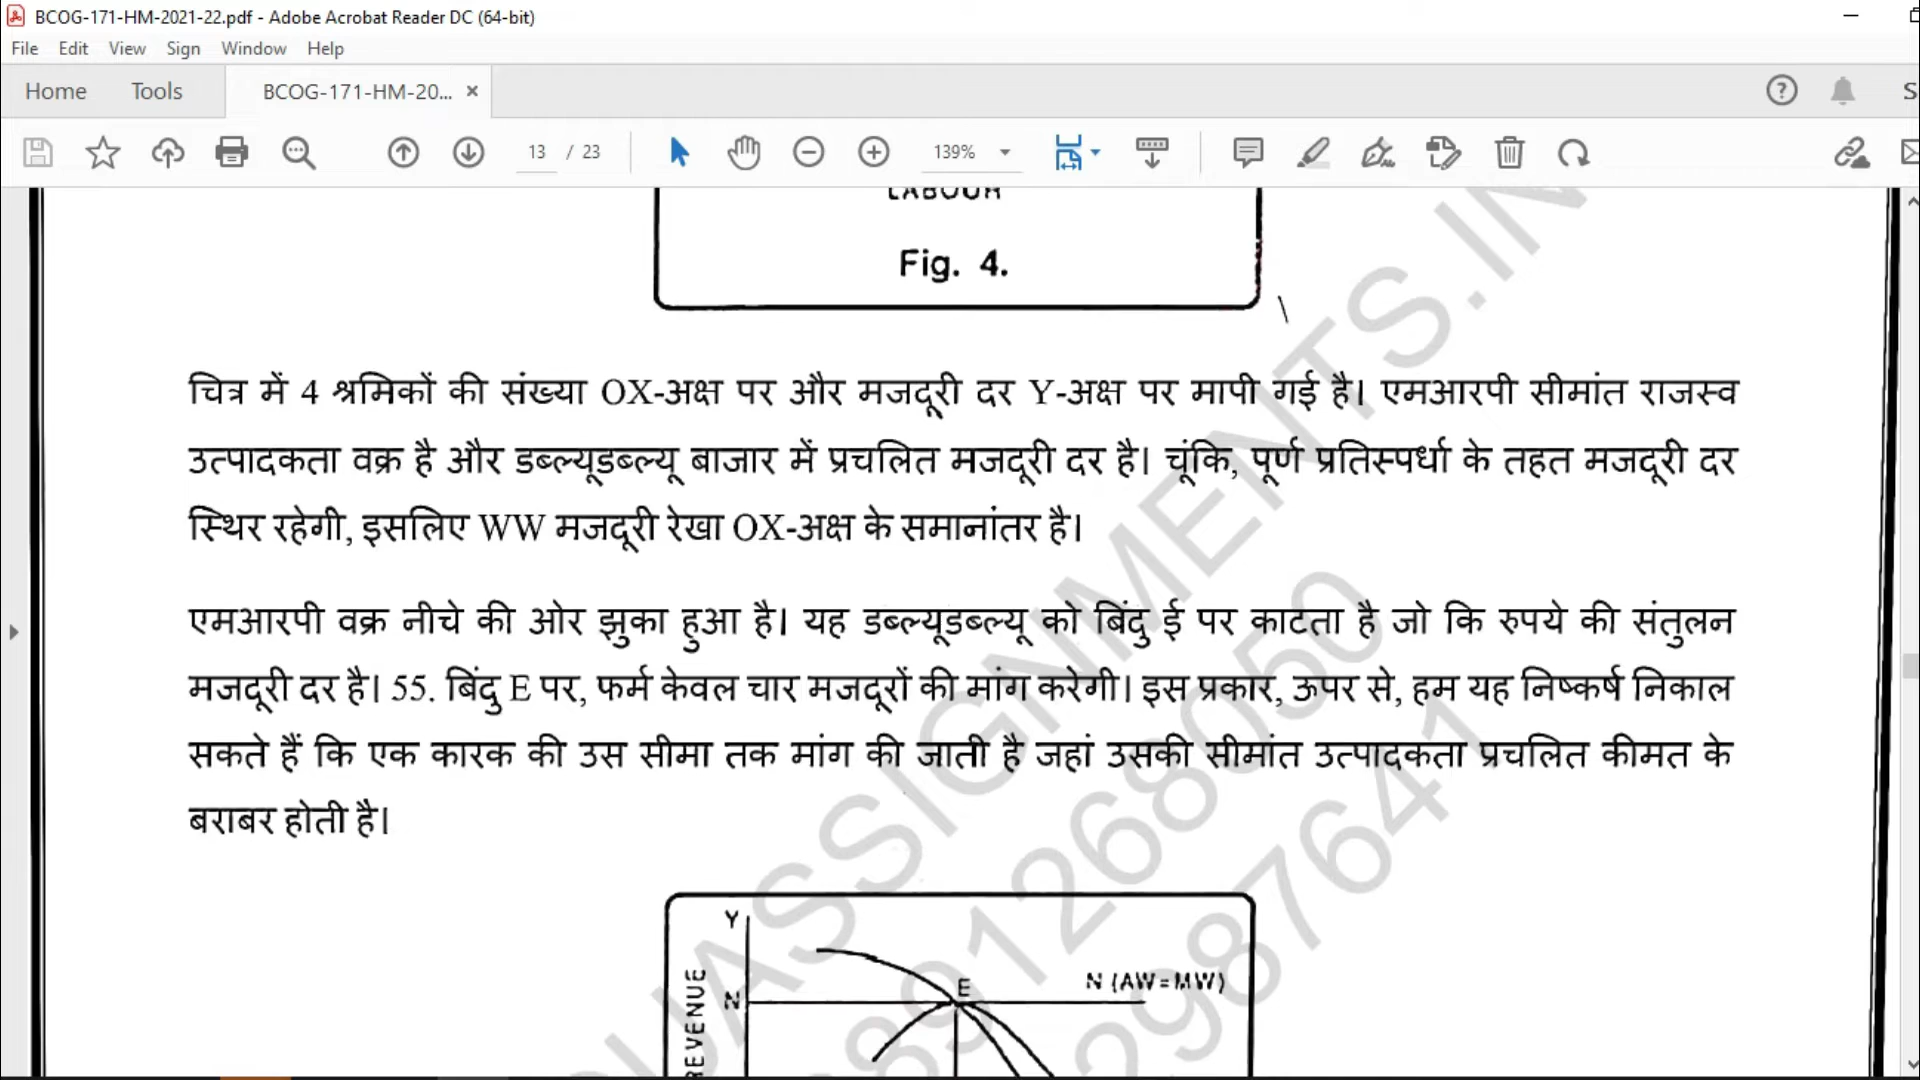 BCOG-171-HM-2021-22.pdf - Adobe Acrobat Reader DC (64-bit)
File Edit View Sign Window Help
Home Tools BCOG-171-HM-20... ×
13 / 23 139%
LABOUR
Fig. 4.
चित्र में 4 श्रमिकों की संख्या OX-अक्ष पर और मजदूरी दर Y-अक्ष पर मापी गई है। एमआरपी सीमांत राजस्व
उत्पादकता वक्र है और डब्ल्यूडब्ल्यू बाजार में प्रचलित मजदूरी दर है। चूंकि, पूर्ण प्रतिस्पर्धा के तहत मजदूरी दर
स्थिर रहेगी, इसलिए WW मजदूरी रेखा OX-अक्ष के समानांतर है।
एमआरपी वक्र नीचे की ओर झुका हुआ है। यह डब्ल्यूडब्ल्यू को बिंदु ई पर काटता है जो कि रुपये की संतुलन
मजदूरी दर है। 55. बिंदु E पर, फर्म केवल चार मजदूरों की मांग करेगी। इस प्रकार, ऊपर से, हम यह निष्कर्ष निकाल
सकते हैं कि एक कारक की उस सीमा तक मांग की जाती है जहां उसकी सीमांत उत्पादकता प्रचलित कीमत के
बराबर होती है।
Y
E
N (AW=MW)
N
REVENUE
UASSIGNMENTS.IN
891268050
2987641